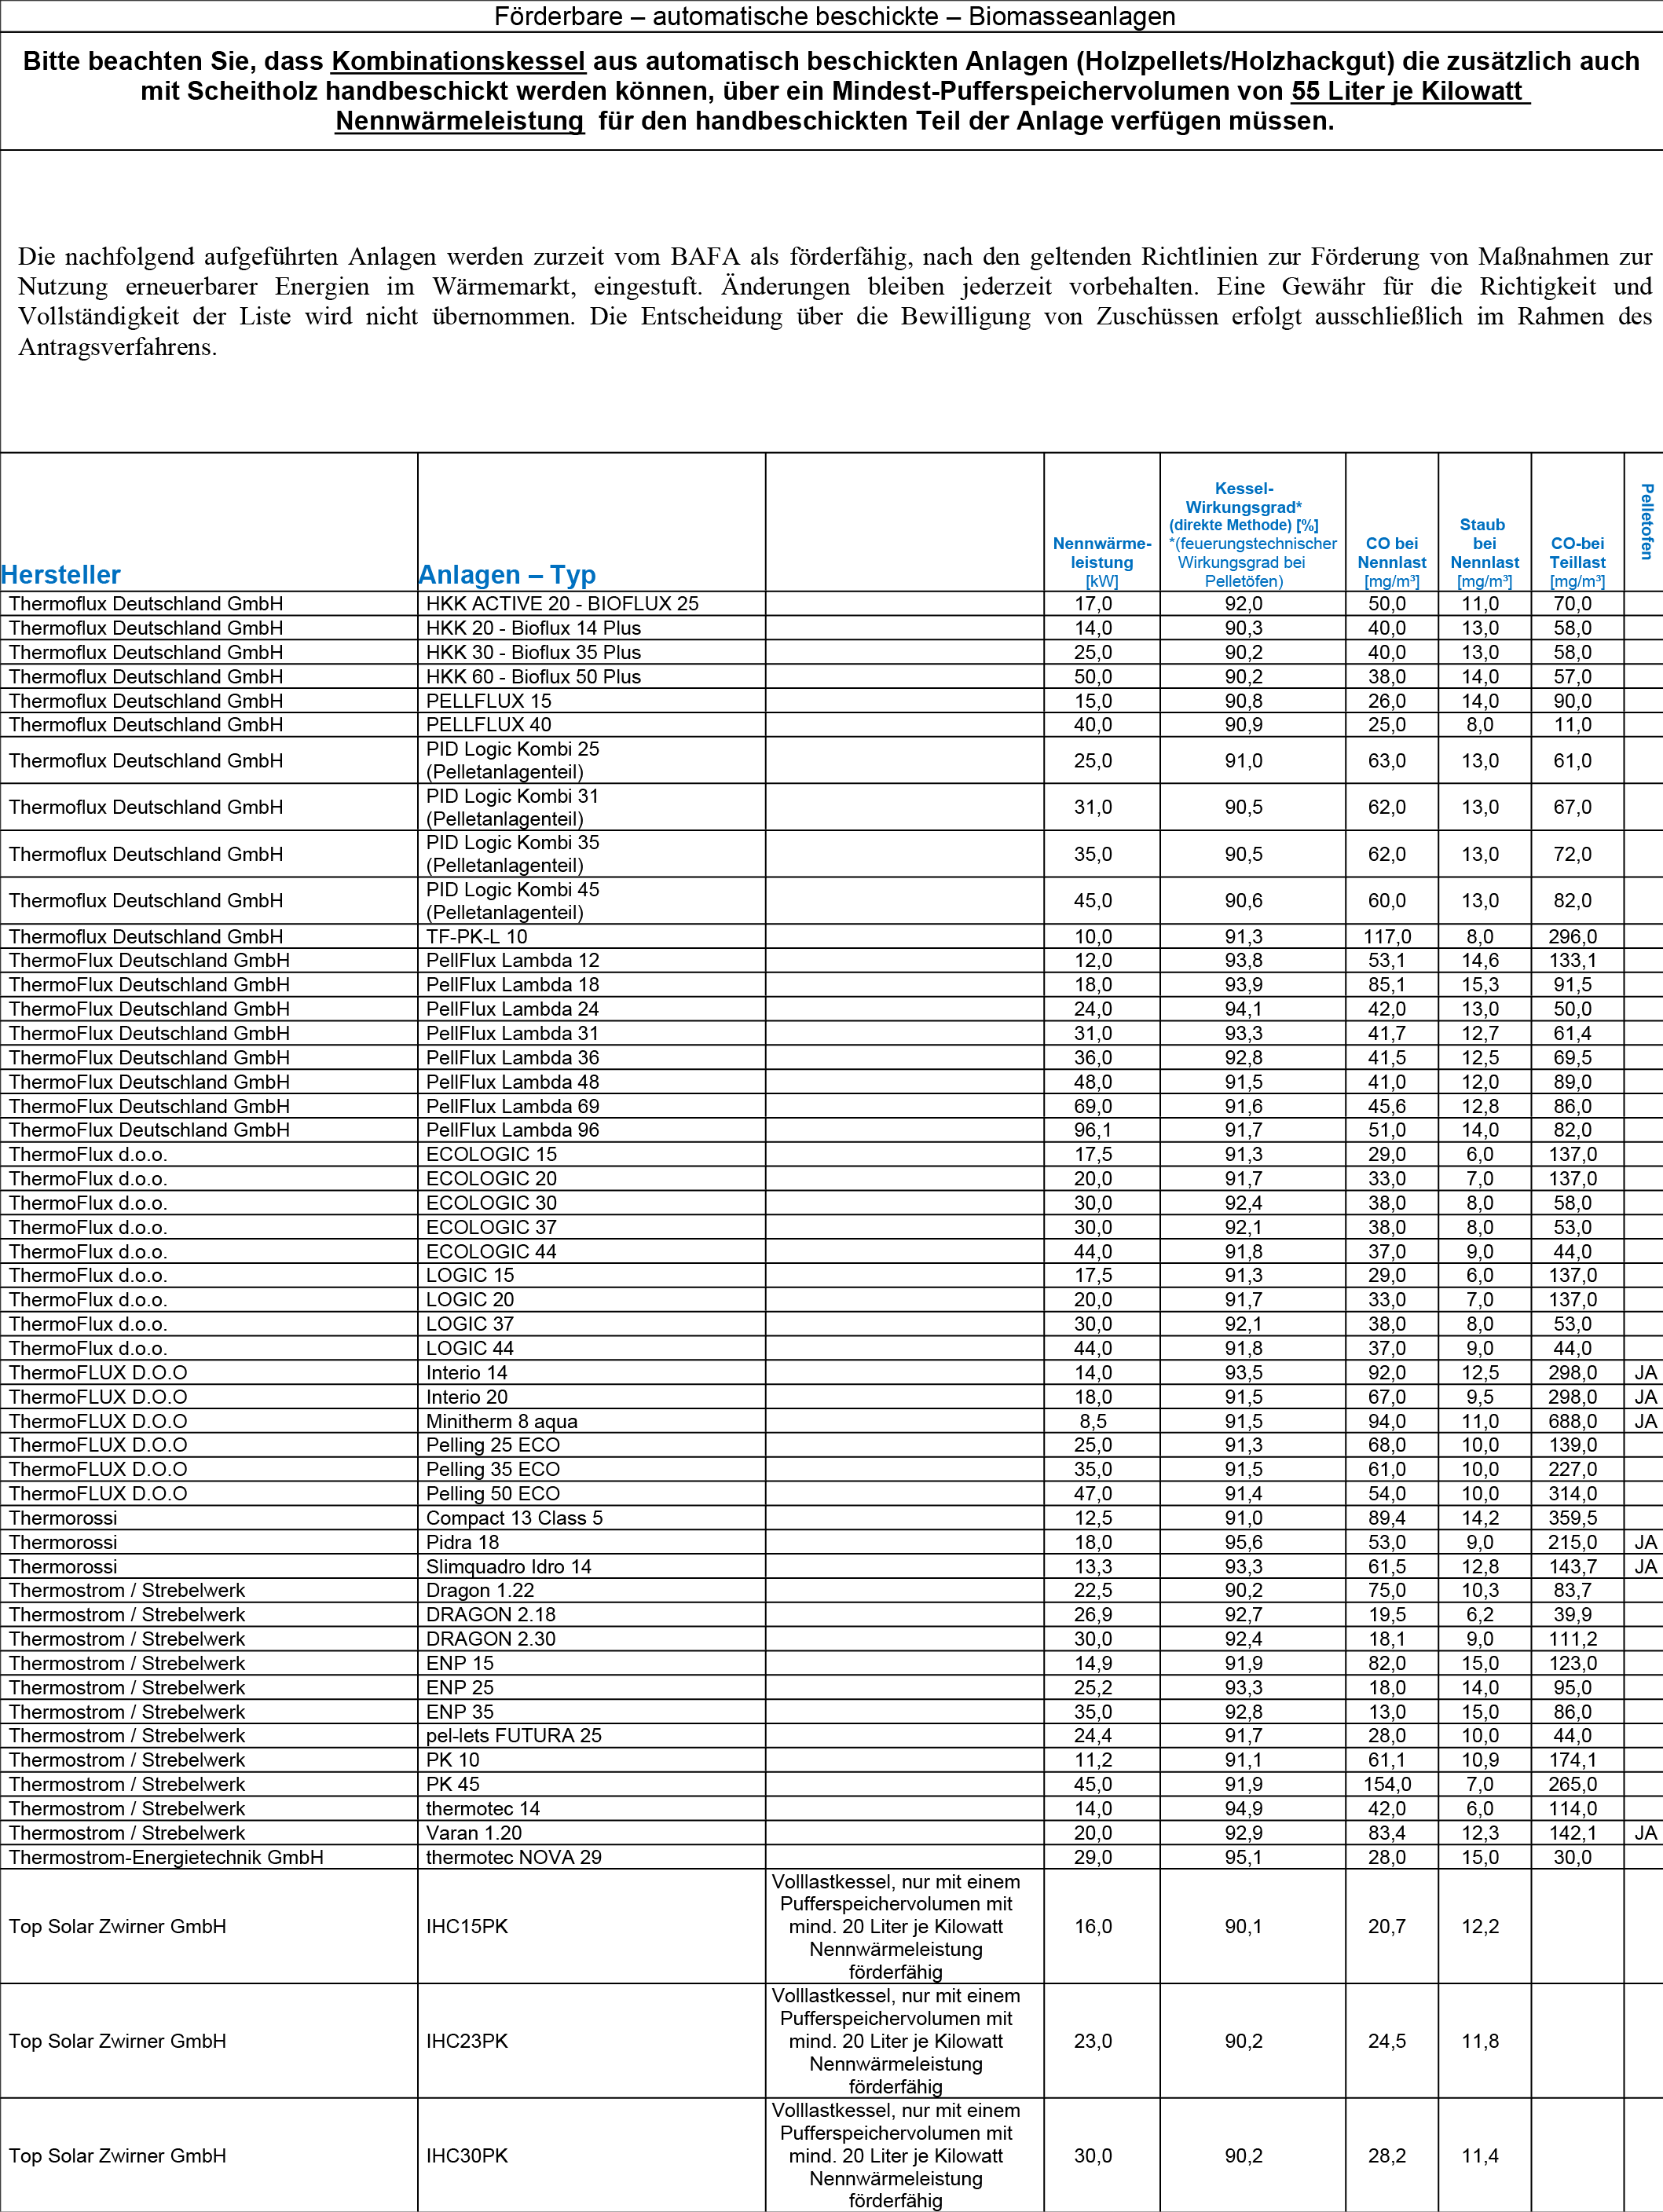 Förderbare – automatische beschickte – Biomasseanlagen
Bitte beachten Sie, dass Kombinationskessel aus automatisch beschickten Anlagen (Holzpellets/Holzhackgut) die zusätzlich auch
mit Scheitholz handbeschickt werden können, über ein Mindest-Pufferspeichervolumen von 55 Liter je Kilowatt
Nennwärmeleistung für den handbeschickten Teil der Anlage verfügen müssen.
Die nachfolgend aufgeführten Anlagen werden zurzeit vom BAFA als förderfähig, nach den geltenden Richtlinien zur Förderung von Maßnahmen zur
Nutzung erneuerbarer Energien im Wärmemarkt, eingestuft. Änderungen bleiben jederzeit vorbehalten. Eine Gewähr für die Richtigkeit und
Vollständigkeit der Liste wird nicht übernommen. Die Entscheidung über die Bewilligung von Zuschüssen erfolgt ausschließlich im Rahmen des
Antragsverfahrens.
Hersteller
Anlagen – Typ
Nennwärme-
leistung
[kW]
Kessel-
Wirkungsgrad*
(direkte Methode) [%]
*(feuerungstechnischer
Wirkungsgrad bei
Pelletöfen)
CO bei
Nennlast
[mg/m³]
Staub
bei
Nennlast
[mg/m³]
CO-bei
Teillast
[mg/m³]
Pelletofen
Thermoflux Deutschland GmbH HKK ACTIVE 20 - BIOFLUX 25 17,0 92,0 50,0 11,0 70,0
Thermoflux Deutschland GmbH HKK 20 - Bioflux 14 Plus 14,0 90,3 40,0 13,0 58,0
Thermoflux Deutschland GmbH HKK 30 - Bioflux 35 Plus 25,0 90,2 40,0 13,0 58,0
Thermoflux Deutschland GmbH HKK 60 - Bioflux 50 Plus 50,0 90,2 38,0 14,0 57,0
Thermoflux Deutschland GmbH PELLFLUX 15 15,0 90,8 26,0 14,0 90,0
Thermoflux Deutschland GmbH PELLFLUX 40 40,0 90,9 25,0 8,0 11,0
Thermoflux Deutschland GmbH PID Logic Kombi 25
(Pelletanlagenteil) 25,0 91,0 63,0 13,0 61,0
Thermoflux Deutschland GmbH PID Logic Kombi 31
(Pelletanlagenteil) 31,0 90,5 62,0 13,0 67,0
Thermoflux Deutschland GmbH PID Logic Kombi 35
(Pelletanlagenteil) 35,0 90,5 62,0 13,0 72,0
Thermoflux Deutschland GmbH PID Logic Kombi 45
(Pelletanlagenteil) 45,0 90,6 60,0 13,0 82,0
Thermoflux Deutschland GmbH TF-PK-L 10 10,0 91,3 117,0 8,0 296,0
ThermoFlux Deutschland GmbH PellFlux Lambda 12 12,0 93,8 53,1 14,6 133,1
ThermoFlux Deutschland GmbH PellFlux Lambda 18 18,0 93,9 85,1 15,3 91,5
ThermoFlux Deutschland GmbH PellFlux Lambda 24 24,0 94,1 42,0 13,0 50,0
ThermoFlux Deutschland GmbH PellFlux Lambda 31 31,0 93,3 41,7 12,7 61,4
ThermoFlux Deutschland GmbH PellFlux Lambda 36 36,0 92,8 41,5 12,5 69,5
ThermoFlux Deutschland GmbH PellFlux Lambda 48 48,0 91,5 41,0 12,0 89,0
ThermoFlux Deutschland GmbH PellFlux Lambda 69 69,0 91,6 45,6 12,8 86,0
ThermoFlux Deutschland GmbH PellFlux Lambda 96 96,1 91,7 51,0 14,0 82,0
ThermoFlux d.o.o. ECOLOGIC 15 17,5 91,3 29,0 6,0 137,0
ThermoFlux d.o.o. ECOLOGIC 20 20,0 91,7 33,0 7,0 137,0
ThermoFlux d.o.o. ECOLOGIC 30 30,0 92,4 38,0 8,0 58,0
ThermoFlux d.o.o. ECOLOGIC 37 30,0 92,1 38,0 8,0 53,0
ThermoFlux d.o.o. ECOLOGIC 44 44,0 91,8 37,0 9,0 44,0
ThermoFlux d.o.o. LOGIC 15 17,5 91,3 29,0 6,0 137,0
ThermoFlux d.o.o. LOGIC 20 20,0 91,7 33,0 7,0 137,0
ThermoFlux d.o.o. LOGIC 37 30,0 92,1 38,0 8,0 53,0
ThermoFlux d.o.o. LOGIC 44 44,0 91,8 37,0 9,0 44,0
ThermoFLUX D.O.O Interio 14 14,0 93,5 92,0 12,5 298,0 JA
ThermoFLUX D.O.O Interio 20 18,0 91,5 67,0 9,5 298,0 JA
ThermoFLUX D.O.O Minitherm 8 aqua 8,5 91,5 94,0 11,0 688,0 JA
ThermoFLUX D.O.O Pelling 25 ECO 25,0 91,3 68,0 10,0 139,0
ThermoFLUX D.O.O Pelling 35 ECO 35,0 91,5 61,0 10,0 227,0
ThermoFLUX D.O.O Pelling 50 ECO 47,0 91,4 54,0 10,0 314,0
Thermorossi Compact 13 Class 5 12,5 91,0 89,4 14,2 359,5
Thermorossi Pidra 18 18,0 95,6 53,0 9,0 215,0 JA
Thermorossi Slimquadro Idro 14 13,3 93,3 61,5 12,8 143,7 JA
Thermostrom / Strebelwerk Dragon 1.22 22,5 90,2 75,0 10,3 83,7
Thermostrom / Strebelwerk DRAGON 2.18 26,9 92,7 19,5 6,2 39,9
Thermostrom / Strebelwerk DRAGON 2.30 30,0 92,4 18,1 9,0 111,2
Thermostrom / Strebelwerk ENP 15 14,9 91,9 82,0 15,0 123,0
Thermostrom / Strebelwerk ENP 25 25,2 93,3 18,0 14,0 95,0
Thermostrom / Strebelwerk ENP 35 35,0 92,8 13,0 15,0 86,0
Thermostrom / Strebelwerk pel-lets FUTURA 25 24,4 91,7 28,0 10,0 44,0
Thermostrom / Strebelwerk PK 10 11,2 91,1 61,1 10,9 174,1
Thermostrom / Strebelwerk PK 45 45,0 91,9 154,0 7,0 265,0
Thermostrom / Strebelwerk thermotec 14 14,0 94,9 42,0 6,0 114,0
Thermostrom / Strebelwerk Varan 1.20 20,0 92,9 83,4 12,3 142,1 JA
Thermostrom-Energietechnik GmbH thermotec NOVA 29 29,0 95,1 28,0 15,0 30,0
Volllastkessel, nur mit einem
Pufferspeichervolumen mit
Top Solar Zwirner GmbH IHC15PK mind. 20 Liter je Kilowatt 16,0 90,1 20,7 12,2
Nennwärmeleistung
förderfähig
Volllastkessel, nur mit einem
Pufferspeichervolumen mit
Top Solar Zwirner GmbH IHC23PK mind. 20 Liter je Kilowatt 23,0 90,2 24,5 11,8
Nennwärmeleistung
förderfähig
Volllastkessel, nur mit einem
Pufferspeichervolumen mit
Top Solar Zwirner GmbH IHC30PK mind. 20 Liter je Kilowatt 30,0 90,2 28,2 11,4
Nennwärmeleistung
förderfähig